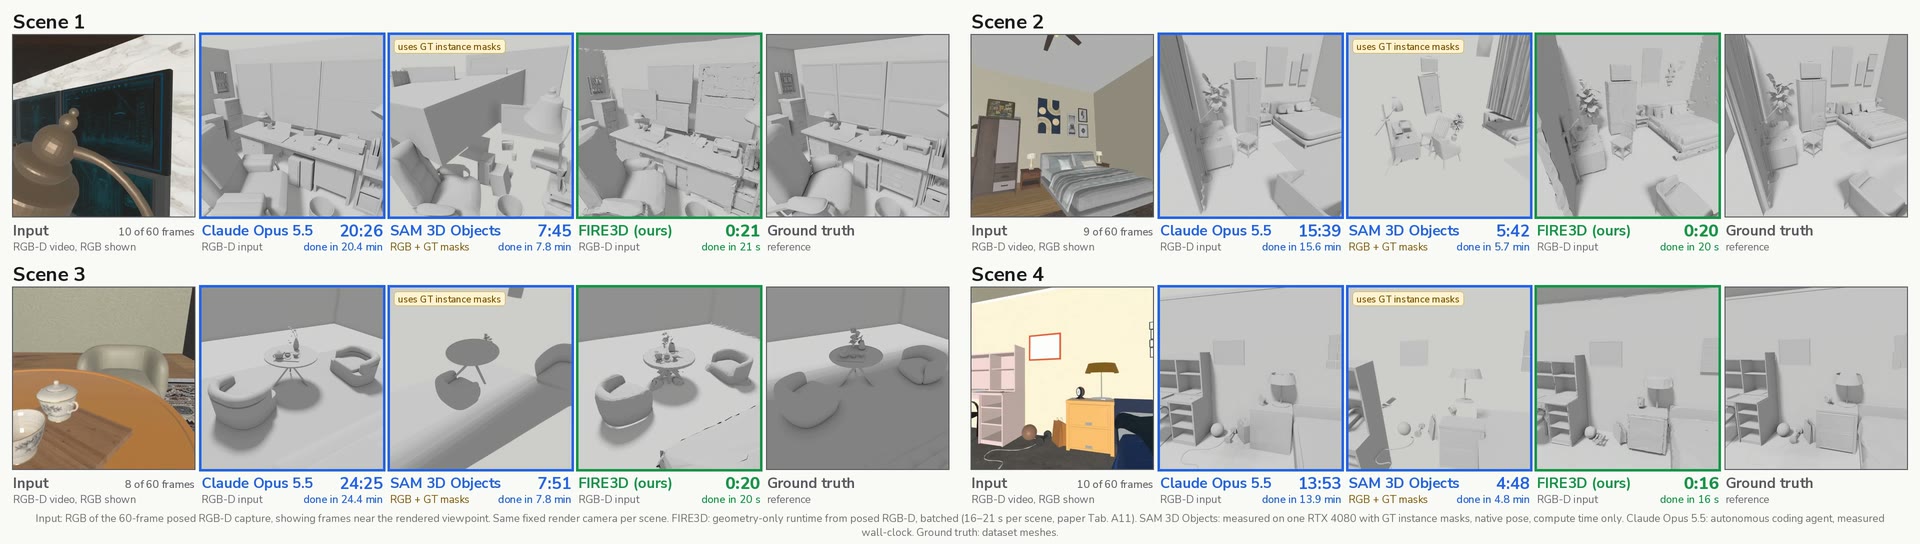 Scene 1
uses GT instance masks
Input 10 of 60 frames
RGB-D video, RGB shown
Claude Opus 5.5 20:26
RGB-D input done in 20.4 min
SAM 3D Objects 7:45
RGB + GT masks done in 7.8 min
FIRE3D (ours) 0:21
RGB-D input done in 21 s
Ground truth
reference
Scene 2
uses GT instance masks
Input 9 of 60 frames
RGB-D video, RGB shown
Claude Opus 5.5 15:39
RGB-D input done in 15.6 min
SAM 3D Objects 5:42
RGB + GT masks done in 5.7 min
FIRE3D (ours) 0:20
RGB-D input done in 20 s
Ground truth
reference
Scene 3
uses GT instance masks
Input 8 of 60 frames
RGB-D video, RGB shown
Claude Opus 5.5 24:25
RGB-D input done in 24.4 min
SAM 3D Objects 7:51
RGB + GT masks done in 7.8 min
FIRE3D (ours) 0:20
RGB-D input done in 20 s
Ground truth
reference
Scene 4
uses GT instance masks
Input 10 of 60 frames
RGB-D video, RGB shown
Claude Opus 5.5 13:53
RGB-D input done in 13.9 min
SAM 3D Objects 4:48
RGB + GT masks done in 4.8 min
FIRE3D (ours) 0:16
RGB-D input done in 16 s
Ground truth
reference
Input: RGB of the 60-frame posed RGB-D capture, showing frames near the rendered viewpoint. Same fixed render camera per scene. FIRE3D: geometry-only runtime from posed RGB-D, batched (16–21 s per scene, paper Tab. A11). SAM 3D Objects: measured on one RTX 4080 with GT instance masks, native pose, compute time only. Claude Opus 5.5: autonomous coding agent, measured
wall-clock. Ground truth: dataset meshes.